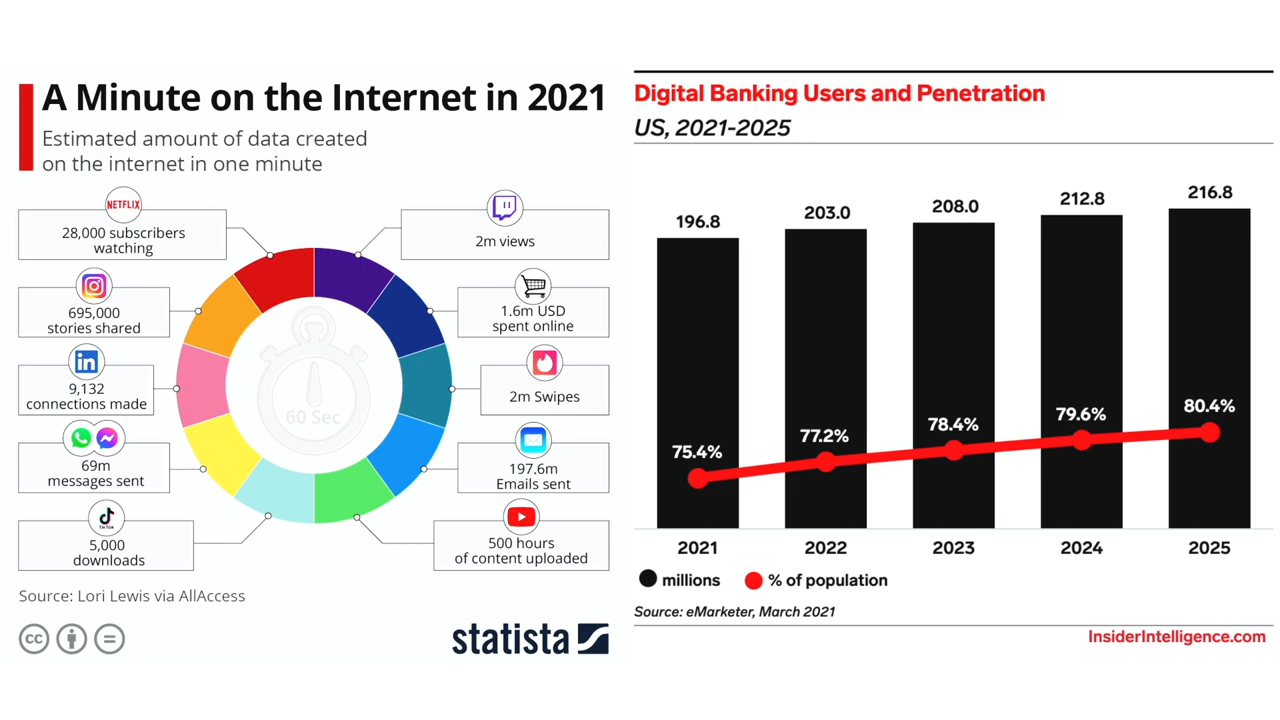 A Minute on the Internet in 2021
Estimated amount of data created
on the internet in one minute
NETFLIX
28,000 subscribers
watching
2m views
695,000
stories shared
1.6m USD
spent online
in
9,132
connections made
2m Swipes
69m
messages sent
197.6m
Emails sent
TikTok
5,000
downloads
500 hours
of content uploaded
60 Sec
Source: Lori Lewis via AllAccess
cc
statista
Digital Banking Users and Penetration
US, 2021-2025
196.8
203.0
208.0
212.8
216.8
75.4%
77.2%
78.4%
79.6%
80.4%
2021
2022
2023
2024
2025
millions
% of population
Source: eMarketer, March 2021
InsiderIntelligence.com